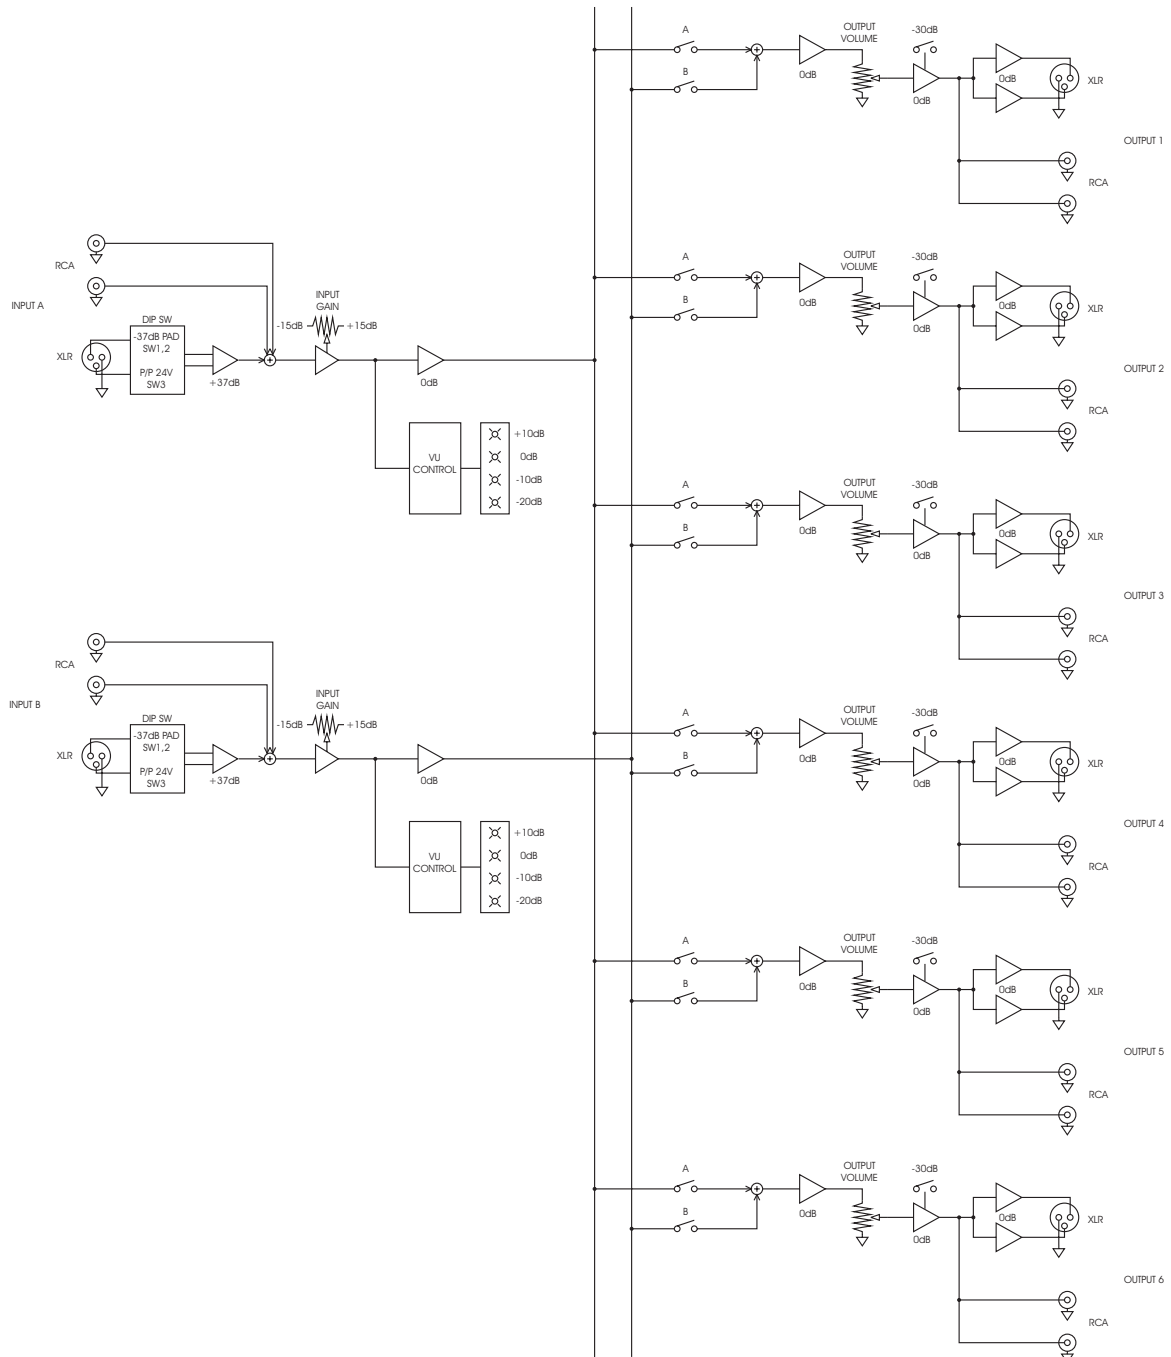 A
B
0dB
OUTPUT
VOLUME
-30dB
0dB
0dB
XLR
OUTPUT 1
RCA
RCA
INPUT A
XLR
DIP SW
-37dB PAD
SW1,2
P/P 24V
SW3
+37dB
INPUT
GAIN
-15dB
+15dB
0dB
VU
CONTROL
+10dB
0dB
-10dB
-20dB
A
B
0dB
OUTPUT
VOLUME
-30dB
0dB
0dB
XLR
OUTPUT 2
RCA
A
B
0dB
OUTPUT
VOLUME
-30dB
0dB
0dB
XLR
OUTPUT 3
RCA
RCA
INPUT B
XLR
DIP SW
-37dB PAD
SW1,2
P/P 24V
SW3
+37dB
INPUT
GAIN
-15dB
+15dB
0dB
VU
CONTROL
+10dB
0dB
-10dB
-20dB
A
B
0dB
OUTPUT
VOLUME
-30dB
0dB
0dB
XLR
OUTPUT 4
RCA
A
B
0dB
OUTPUT
VOLUME
-30dB
0dB
0dB
XLR
OUTPUT 5
RCA
A
B
0dB
OUTPUT
VOLUME
-30dB
0dB
0dB
XLR
OUTPUT 6
RCA